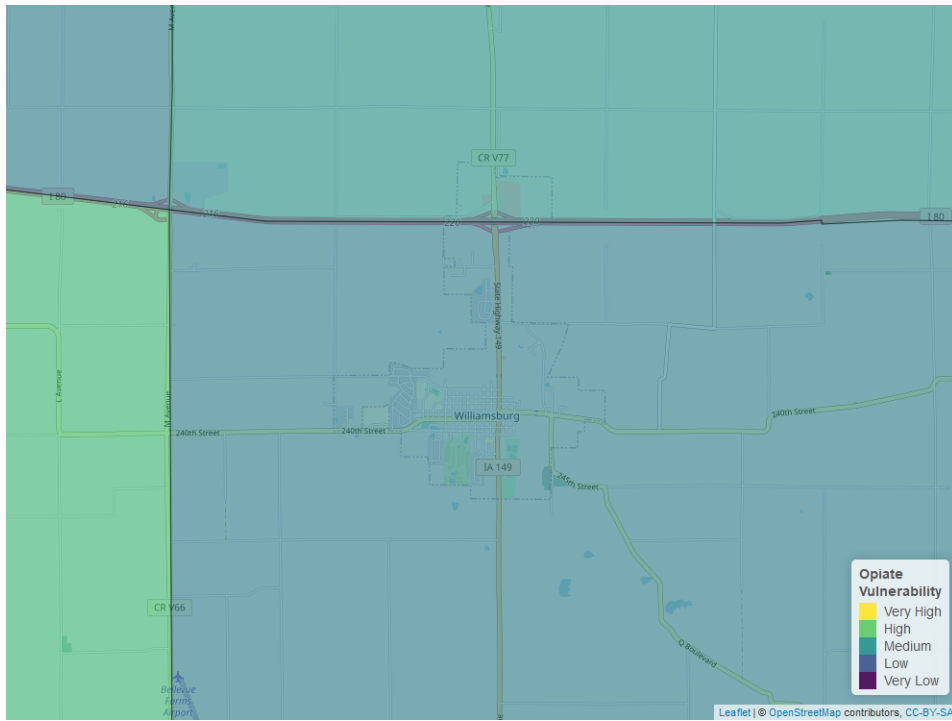 M Aven
CR V77
I 80
216
216
220
220
I 80
State Highway 149
L Avenue
M Avenue
Williamsburg
240th Street
240th Street
240th Street
IA 149
245th Street
CR V66
Q Boulevard
Bellevue
Farms
Airport
Opiate
Vulnerability
Very High
High
Medium
Low
Very Low
Leaflet | © OpenStreetMap contributors, CC-BY-SA